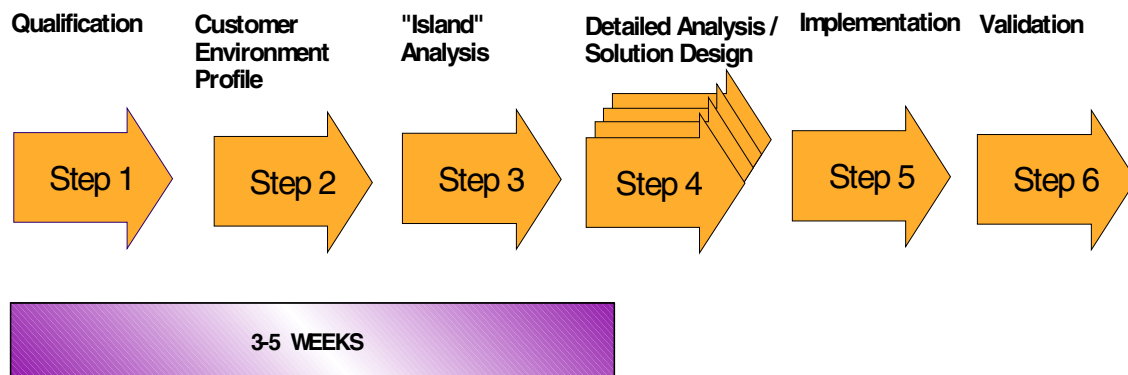 Qualification
Customer
Environment
Profile
"Island"
Analysis
Detailed Analysis /
Solution Design
Implementation
Validation
Step 1
Step 2
Step 3
Step 4
Step 5
Step 6
3-5 WEEKS